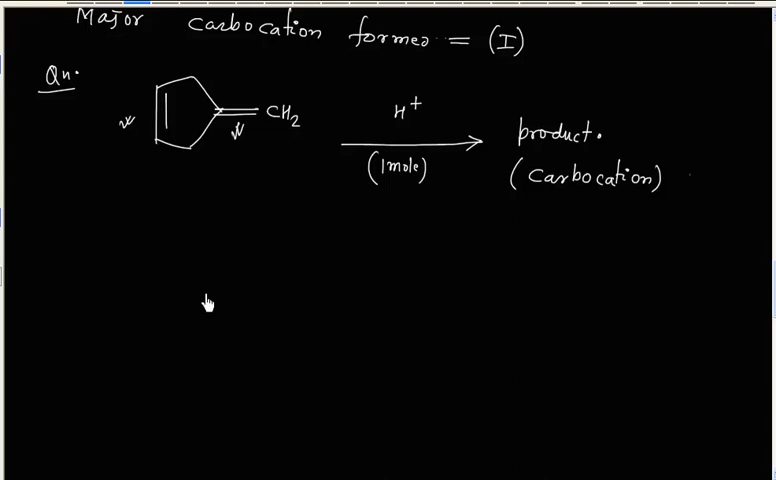 Major carbocation formed = (I)
Qn.
CH2
H+
(1mole)
product.
(carbocation)